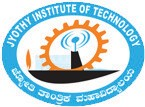 JYOTHY INSTITUTE OF TECHNOLOGY
ಜ್ಯೋತಿ ತಾಂತ್ರಿಕ ಮಹಾವಿದ್ಯಾಲಯ